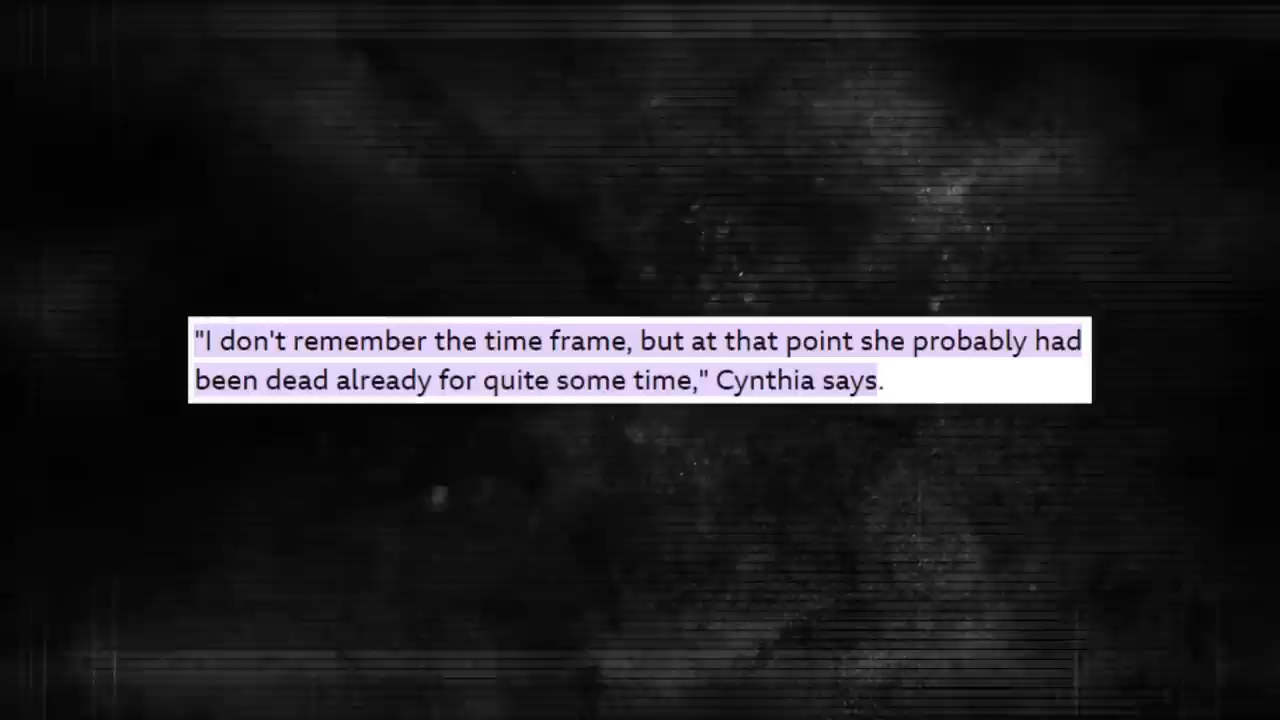 "I don't remember the time frame, but at that point she probably had
been dead already for quite some time," Cynthia says.